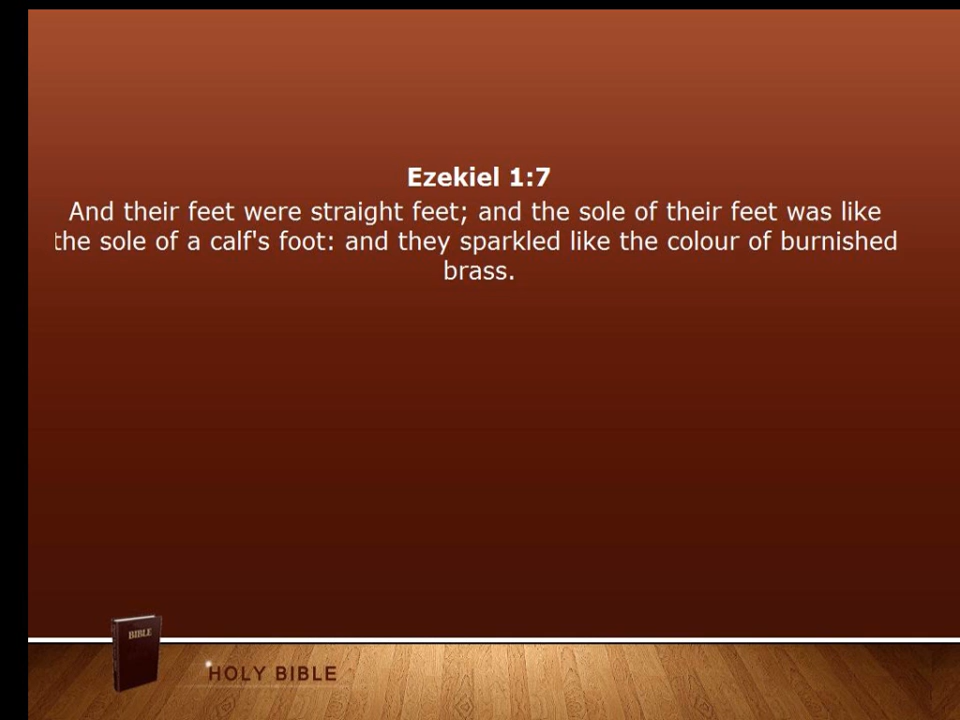 Ezekiel 1:7
And their feet were straight feet; and the sole of their feet was like
the sole of a calf's foot: and they sparkled like the colour of burnished
brass.
BIBLE
HOLY BIBLE